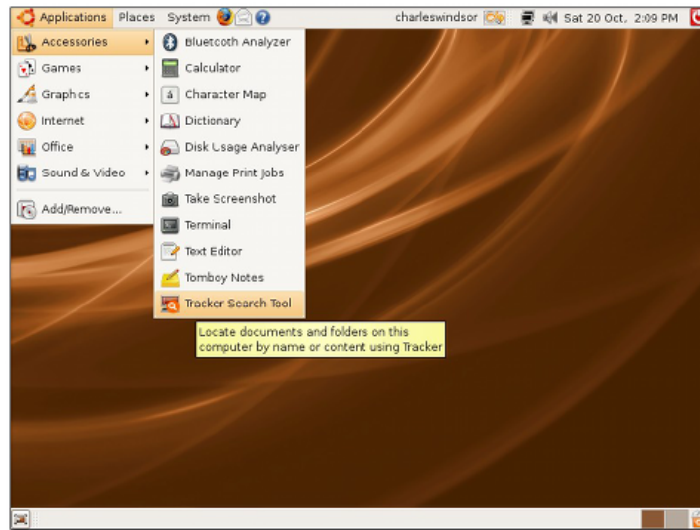 Applications Places System charleswindsor Sat 20 Oct, 2:09 PM
Accessories
Games
Graphics
Internet
Office
Sound & Video
Add/Remove...
Bluetooth Analyzer
Calculator
Character Map
Dictionary
Disk Usage Analyser
Manage Print Jobs
Take Screenshot
Terminal
Text Editor
Tomboy Notes
Tracker Search Tool
Locate documents and folders on this
computer by name or content using Tracker